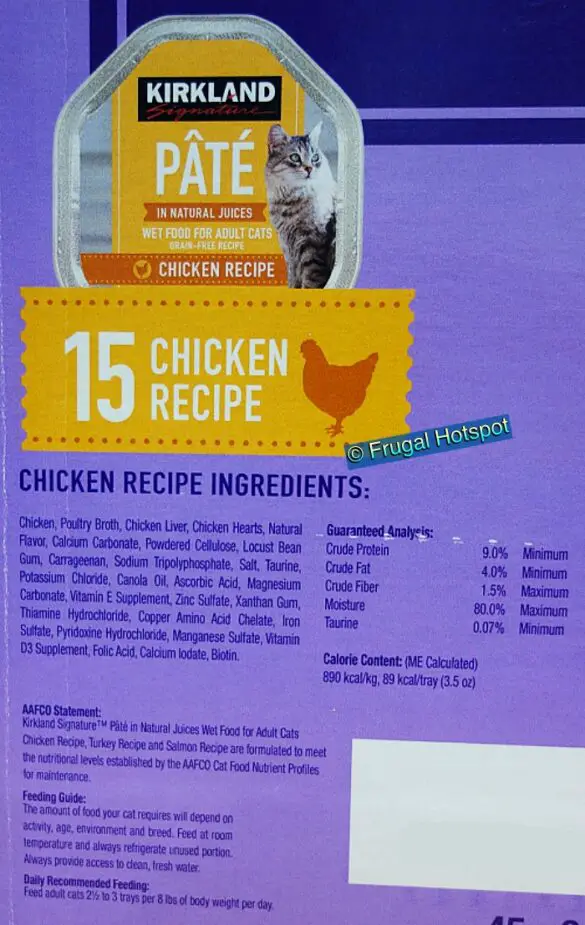 KIRKLAND
Signature
PÂTÉ
IN NATURAL JUICES
WET FOOD FOR ADULT CATS
GRAIN-FREE RECIPE
CHICKEN RECIPE
15 CHICKEN
RECIPE
© Frugal Hotspot
CHICKEN RECIPE INGREDIENTS:
Chicken, Poultry Broth, Chicken Liver, Chicken Hearts, Natural
Flavor, Calcium Carbonate, Powdered Cellulose, Locust Bean
Gum, Carrageenan, Sodium Tripolyphosphate, Salt, Taurine,
Potassium Chloride, Canola Oil, Ascorbic Acid, Magnesium
Carbonate, Vitamin E Supplement, Zinc Sulfate, Xanthan Gum,
Thiamine Hydrochloride, Copper Amino Acid Chelate, Iron
Sulfate, Pyridoxine Hydrochloride, Manganese Sulfate, Vitamin
D3 Supplement, Folic Acid, Calcium Iodate, Biotin.
Guaranteed Analysis:
Crude Protein 9.0% Minimum
Crude Fat 4.0% Minimum
Crude Fiber 1.5% Maximum
Moisture 80.0% Maximum
Taurine 0.07% Minimum
Calorie Content: (ME Calculated)
890 kcal/kg, 89 kcal/tray (3.5 oz)
AAFCO Statement:
Kirkland Signature™ Pâté in Natural Juices Wet Food for Adult Cats
Chicken Recipe, Turkey Recipe and Salmon Recipe are formulated to meet
the nutritional levels established by the AAFCO Cat Food Nutrient Profiles
for maintenance.
Feeding Guide:
The amount of food your cat requires will depend on
activity, age, environment and breed. Feed at room
temperature and always refrigerate unused portion.
Always provide access to clean, fresh water.
Daily Recommended Feeding:
Feed adult cats 2½ to 3 trays per 8 lbs of body weight per day.